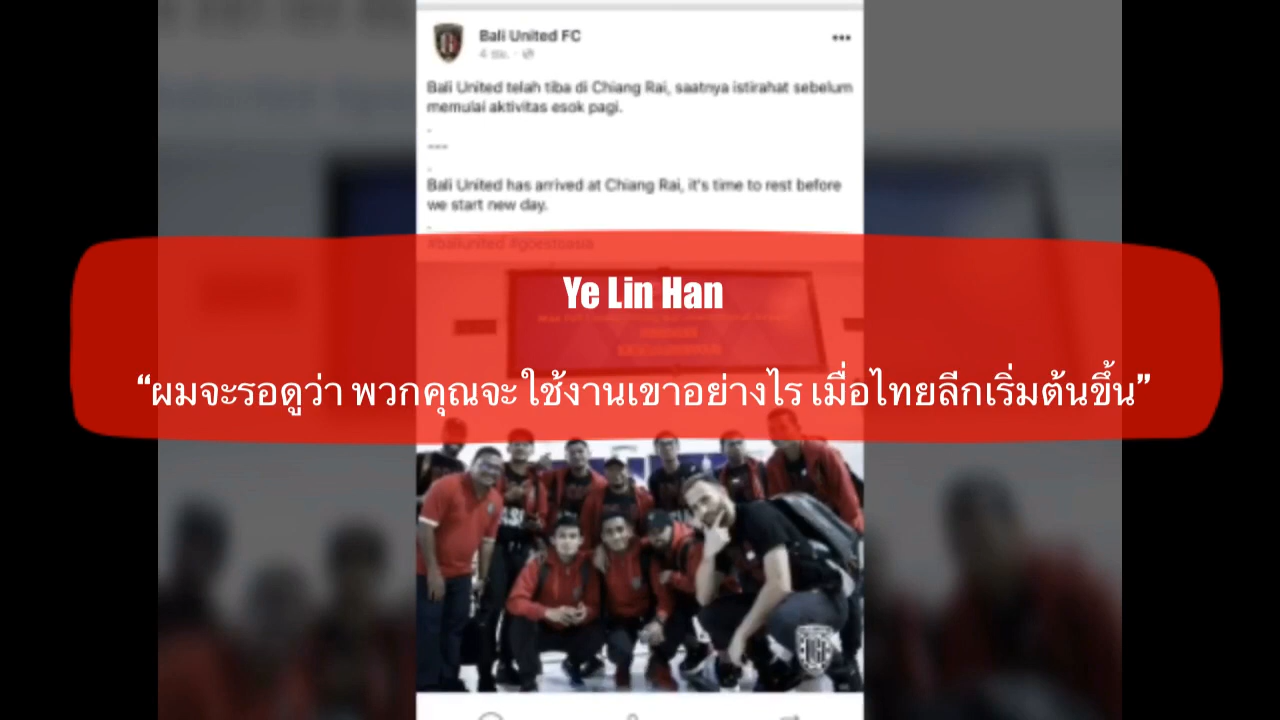 Bali United FC
Bali United telah tiba di Chiang Rai, saatnya istirahat sebelum
memulai aktivitas esok pagi.
.
---
.
Bali United has arrived at Chiang Rai, it's time to rest before
we start new day.
.
#baliunited #goestoasia
Ye Lin Han
“ผมจะรอดูว่า พวกคุณจะ ใช้งานเขาอย่างไร เมื่อไทยลีกเริ่มต้นขึ้น”